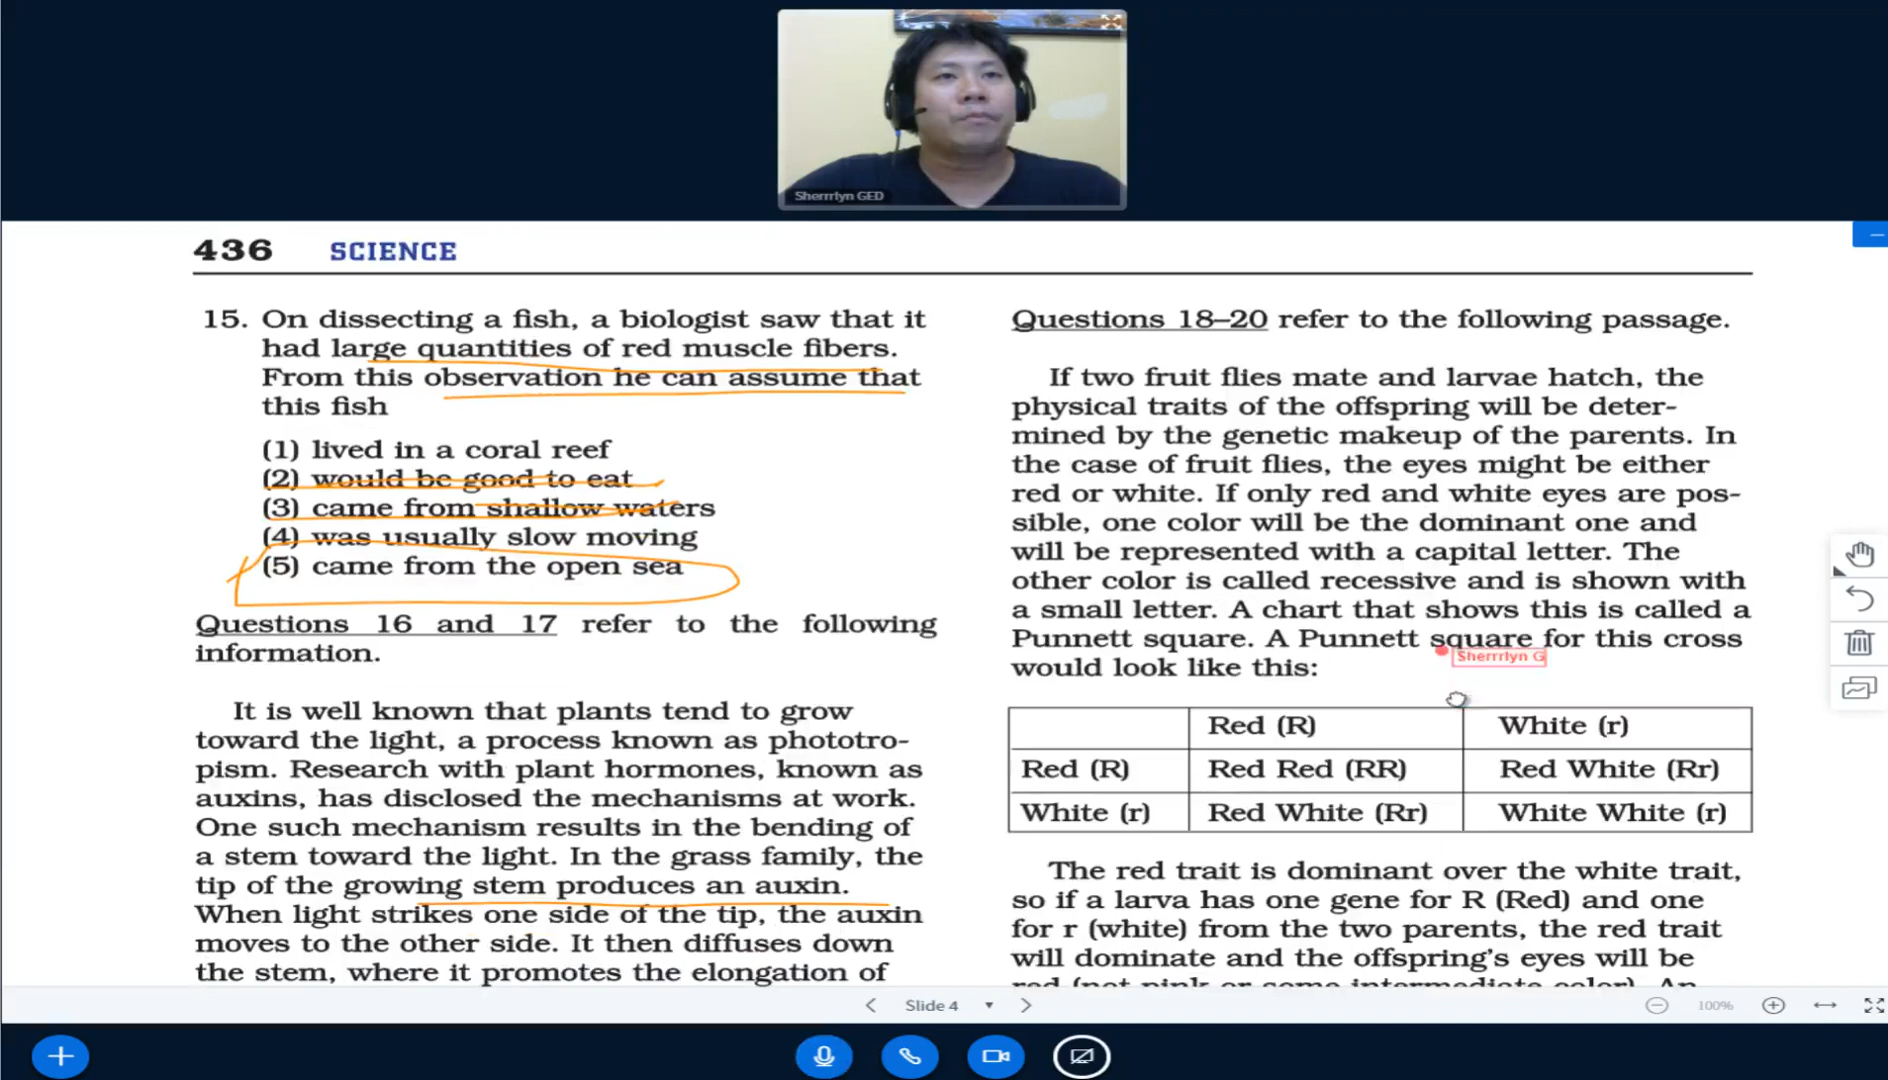 Sherrrlyn GED
436 SCIENCE
15. On dissecting a fish, a biologist saw that it
had large quantities of red muscle fibers.
From this observation he can assume that
this fish
(1) lived in a coral reef
(2) would be good to eat
(3) came from shallow waters
(4) was usually slow moving
(5) came from the open sea
Questions 16 and 17 refer to the following
information.
It is well known that plants tend to grow
toward the light, a process known as phototro-
pism. Research with plant hormones, known as
auxins, has disclosed the mechanisms at work.
One such mechanism results in the bending of
a stem toward the light. In the grass family, the
tip of the growing stem produces an auxin.
When light strikes one side of the tip, the auxin
moves to the other side. It then diffuses down
the stem, where it promotes the elongation of
Questions 18–20 refer to the following passage.
If two fruit flies mate and larvae hatch, the
physical traits of the offspring will be deter-
mined by the genetic makeup of the parents. In
the case of fruit flies, the eyes might be either
red or white. If only red and white eyes are pos-
sible, one color will be the dominant one and
will be represented with a capital letter. The
other color is called recessive and is shown with
a small letter. A chart that shows this is called a
Punnett square. A Punnett square for this cross
would look like this:
Sherrrlyn G
Red (R) White (r)
Red (R) Red Red (RR) Red White (Rr)
White (r) Red White (Rr) White White (r)
The red trait is dominant over the white trait,
so if a larva has one gene for R (Red) and one
for r (white) from the two parents, the red trait
will dominate and the offspring's eyes will be
red (not pink or some intermediate color). An
Slide 4
100%